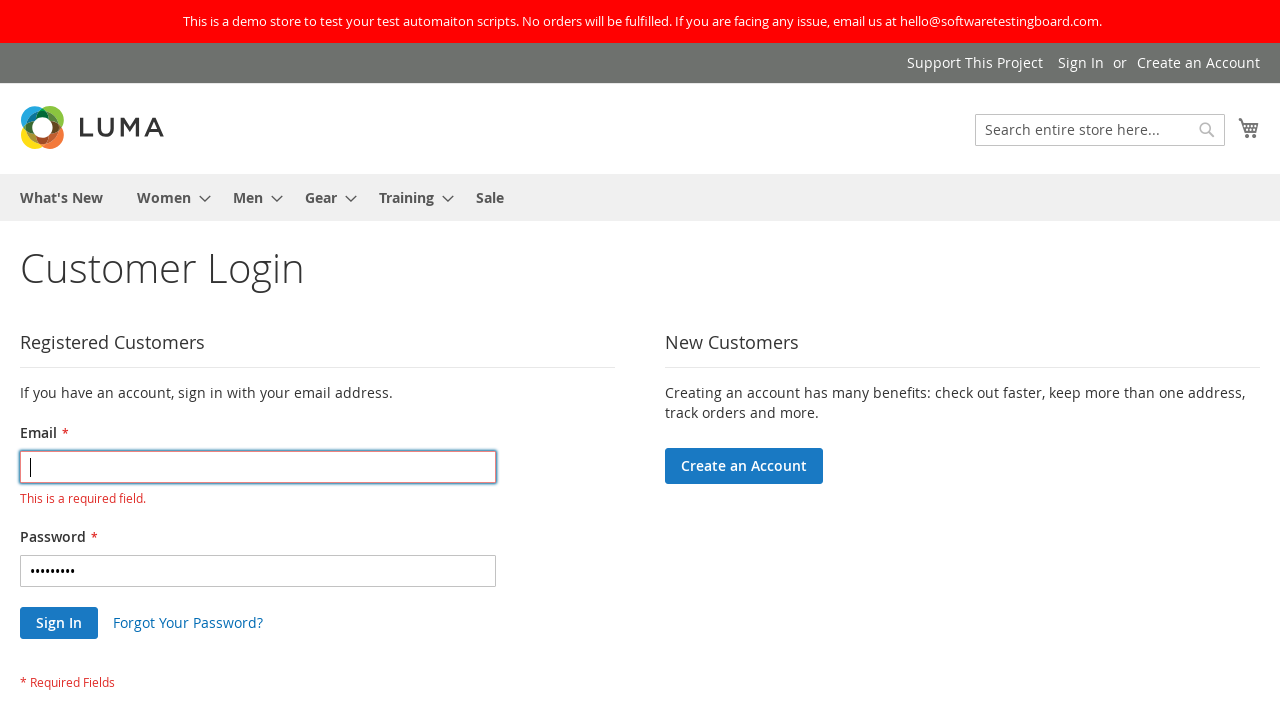 This is a demo store to test your test automaiton scripts. No orders will be fulfilled. If you are facing any issue, email us at hello@softwaretestingboard.com.
Support This Project Sign In or Create an Account
LUMA
Search entire store here...
What's New Women Men Gear Training Sale
Customer Login
Registered Customers
If you have an account, sign in with your email address.
Email *
This is a required field.
Password *
•••••••••
Sign In Forgot Your Password?
* Required Fields
New Customers
Creating an account has many benefits: check out faster, keep more than one address,
track orders and more.
Create an Account